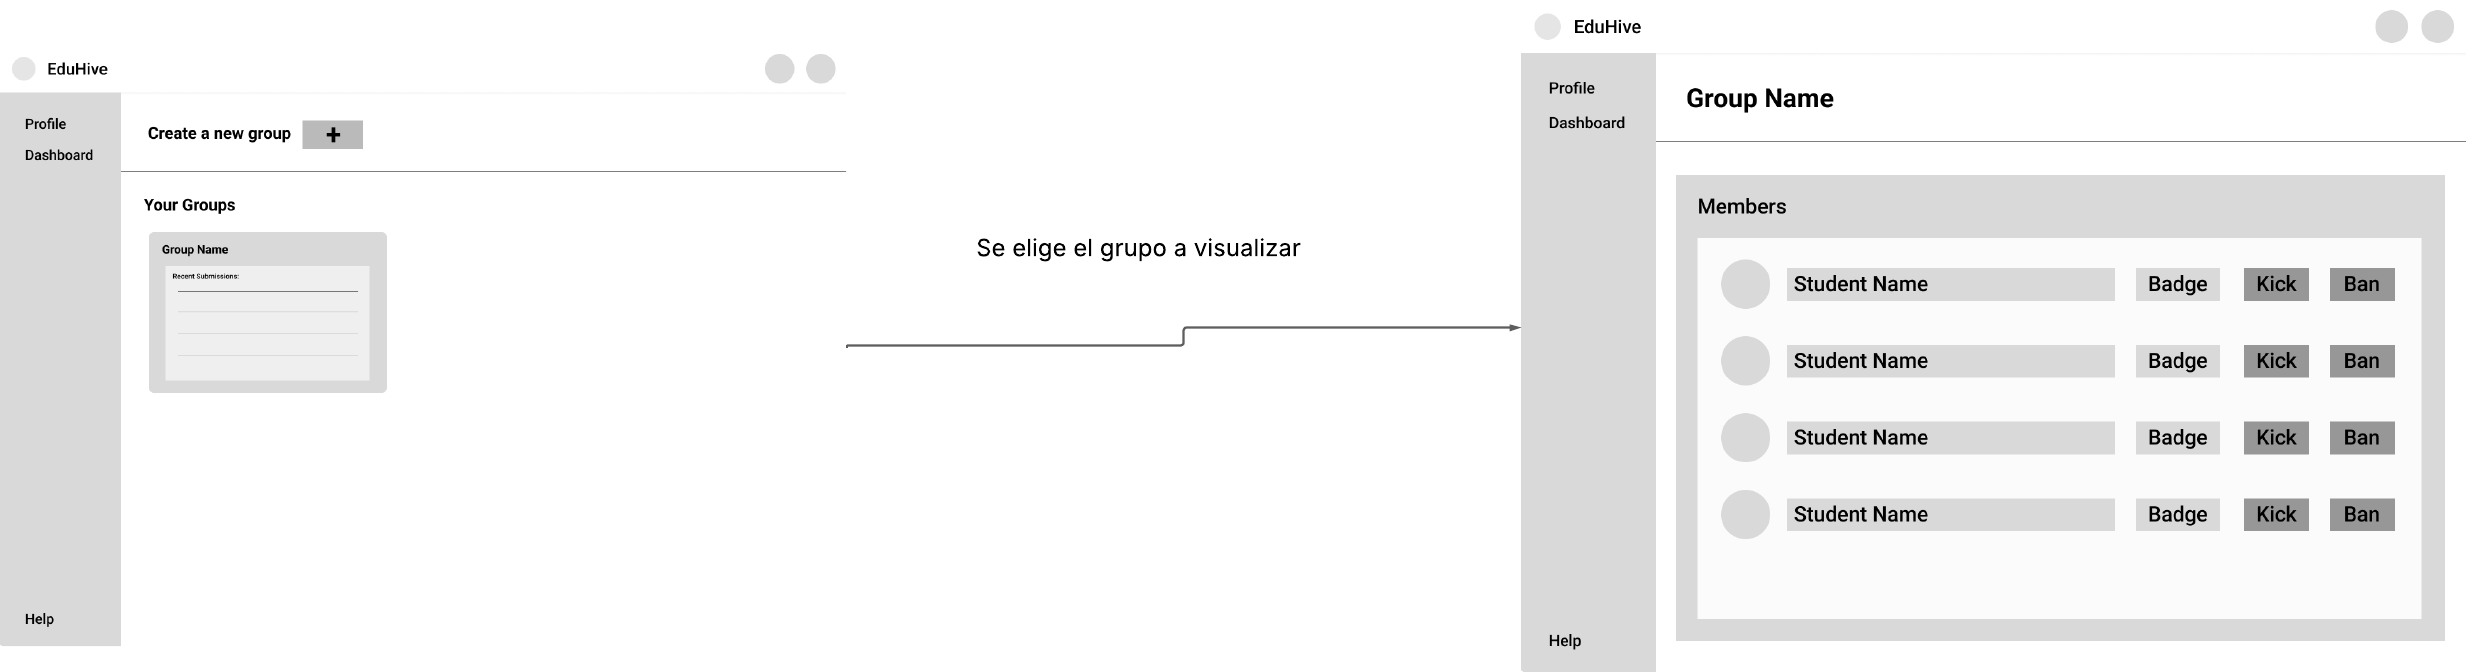 EduHive
Profile
Dashboard
Help
Create a new group +
Your Groups
Group Name
Recent Submissions:
Se elige el grupo a visualizar
EduHive
Profile
Dashboard
Help
Group Name
Members
Student Name Badge Kick Ban
Student Name Badge Kick Ban
Student Name Badge Kick Ban
Student Name Badge Kick Ban